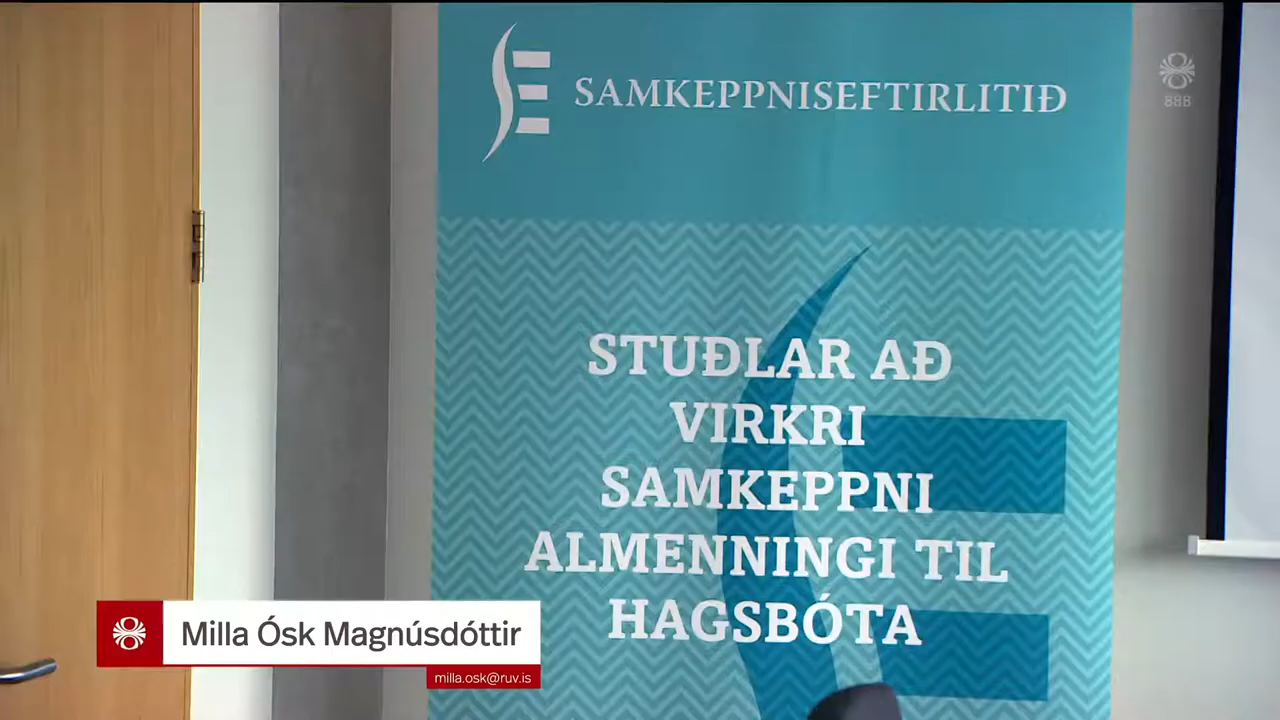 SAMKEPPNISEFTIRLITIÐ
888
STUÐLAR AÐ
VIRKRI
SAMKEPPNI
ALMENNINGI TIL
HAGSBÓTA
Milla Ósk Magnúsdóttir
milla.osk@ruv.is